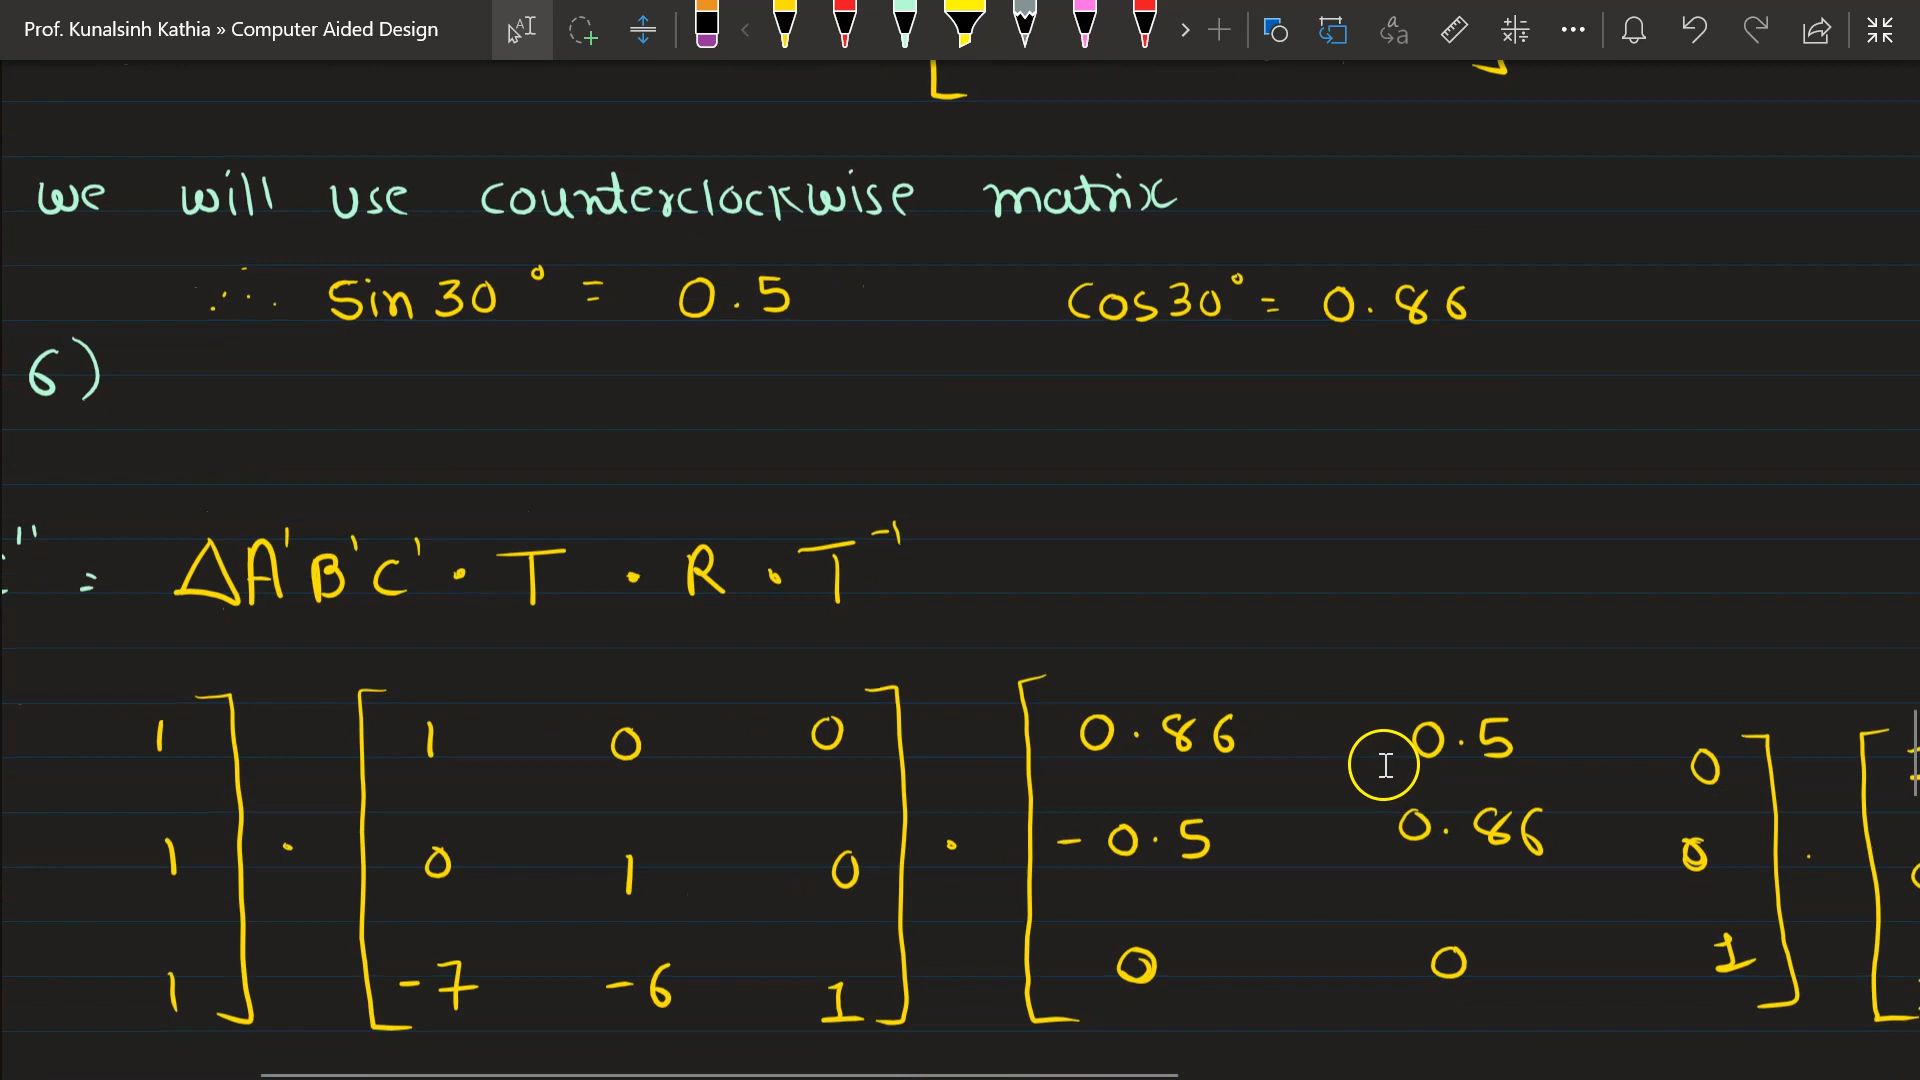 Prof. Kunalsinh Kathia » Computer Aided Design
we will use counterclockwise matrix
∴ Sin 30° = 0.5 Cos 30° = 0.86
6)
" = ΔA'B'C' · T · R · T⁻¹
1 ] · [ 1 0 0 ] · [ 0.86 0.5 0 ] · [
1 0 1 0 -0.5 0.86 0
1 -7 -6 1 0 0 1